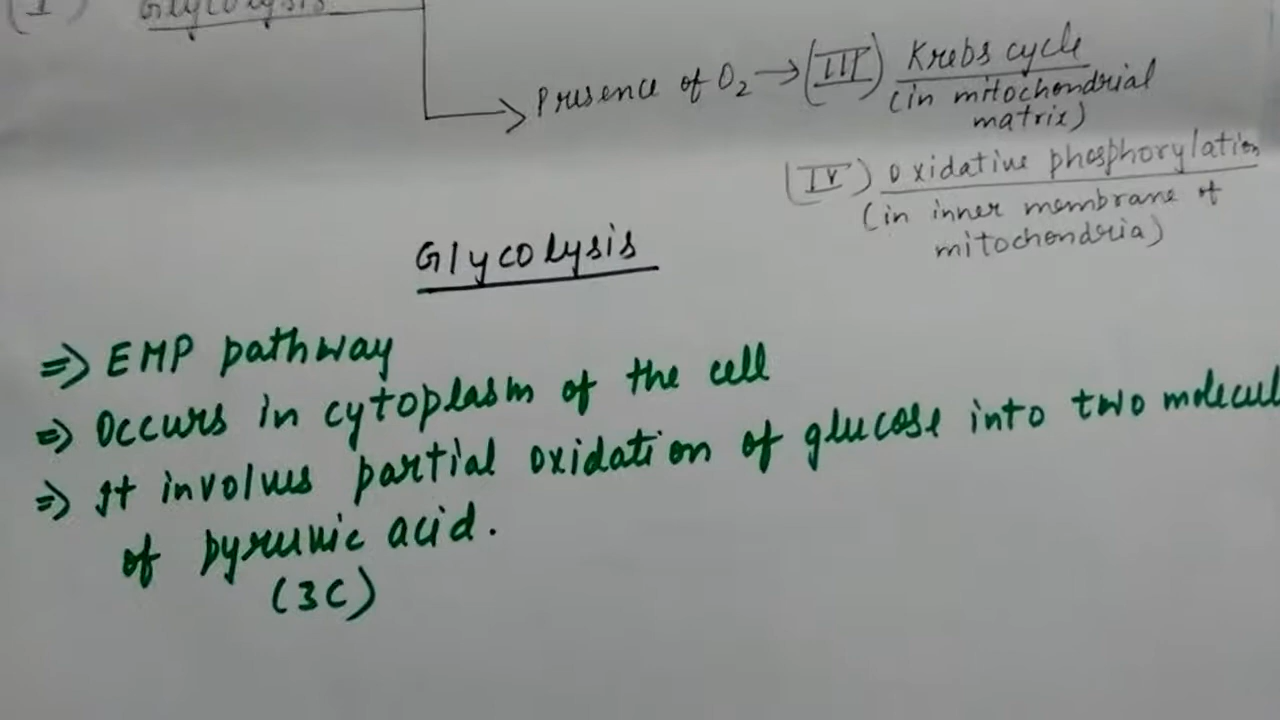 (I) Glycolysis
Presence of O2 → (III) Krebs cycle
(in mitochondrial
matrix)
(IV) Oxidative phosphorylation
(in inner membrane of
mitochondria)
Glycolysis
⇒ EMP pathway
⇒ Occurs in cytoplasm of the cell
⇒ It involves partial oxidation of glucose into two molecul
of pyruvic acid.
(3C)